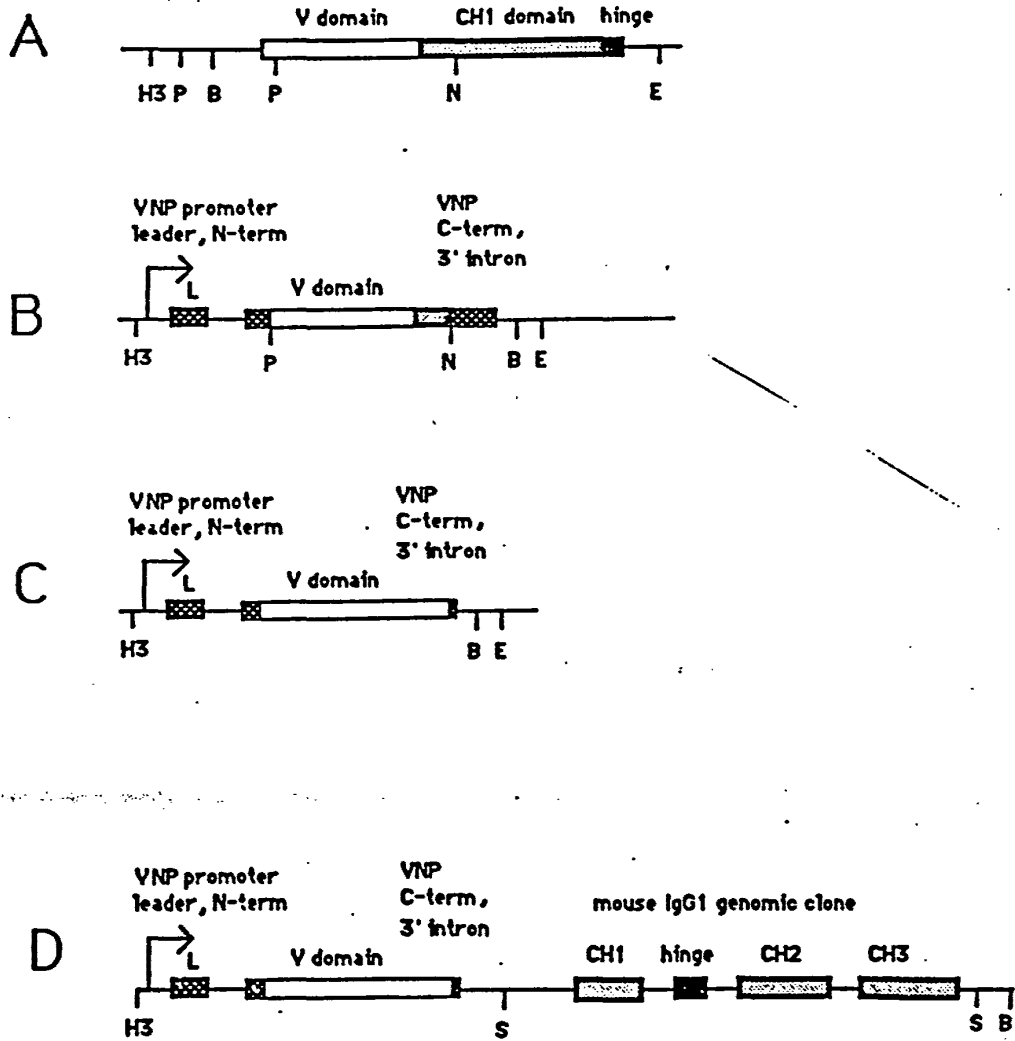 A
V domain CH1 domain hinge
H3 P B P N E
B
VNP promoter
leader, N-term
VNP
C-term,
3' intron
L
V domain
H3 P N B E
C
VNP promoter
leader, N-term
VNP
C-term,
3' intron
L
V domain
H3 B E
D
VNP promoter
leader, N-term
VNP
C-term,
3' intron
mouse IgG1 genomic clone
L
V domain
CH1 hinge CH2 CH3
H3 S S B